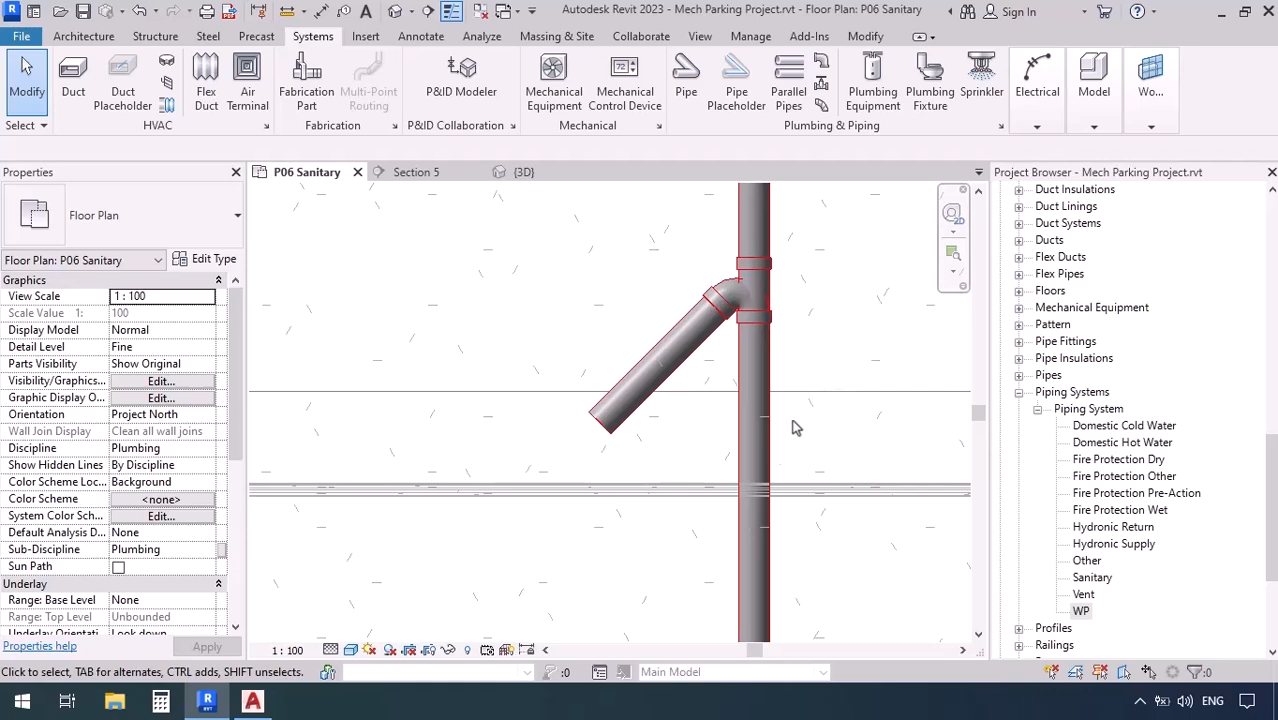 Autodesk Revit 2023 - Mech Parking Project.rvt - Floor Plan: P06 Sanitary
Sign In
File Architecture Structure Steel Precast Systems Insert Annotate Analyze Massing & Site Collaborate View Manage Add-Ins Modify
Modify
Duct
Duct Placeholder
Flex Duct
Air Terminal
Fabrication Part
Multi-Point Routing
P&ID Modeler
Mechanical Equipment
Mechanical Control Device
Pipe
Pipe Placeholder
Parallel Pipes
Plumbing Equipment
Plumbing Fixture
Sprinkler
Electrical
Model
Wo...
Select HVAC Fabrication P&ID Collaboration Mechanical Plumbing & Piping
Properties
P06 Sanitary
Section 5
{3D}
Project Browser - Mech Parking Project.rvt
Floor Plan
Floor Plan: P06 Sanitary
Edit Type
Graphics
View Scale 1 : 100
Scale Value 1: 100
Display Model Normal
Detail Level Fine
Parts Visibility Show Original
Visibility/Graphics... Edit...
Graphic Display O... Edit...
Orientation Project North
Wall Join Display Clean all wall joins
Discipline Plumbing
Show Hidden Lines By Discipline
Color Scheme Loc... Background
Color Scheme <none>
System Color Sch... Edit...
Default Analysis D... None
Sub-Discipline Plumbing
Sun Path
Underlay
Range: Base Level None
Range: Top Level Unbounded
Underlay Orientati... Look down
Properties help
Apply
2D
Duct Insulations
Duct Linings
Duct Systems
Ducts
Flex Ducts
Flex Pipes
Floors
Mechanical Equipment
Pattern
Pipe Fittings
Pipe Insulations
Pipes
Piping Systems
Piping System
Domestic Cold Water
Domestic Hot Water
Fire Protection Dry
Fire Protection Other
Fire Protection Pre-Action
Fire Protection Wet
Hydronic Return
Hydronic Supply
Other
Sanitary
Vent
WP
Profiles
Railings
1 : 100
Click to select, TAB for alternates, CTRL adds, SHIFT unselects.
:0
Main Model
:0
ENG